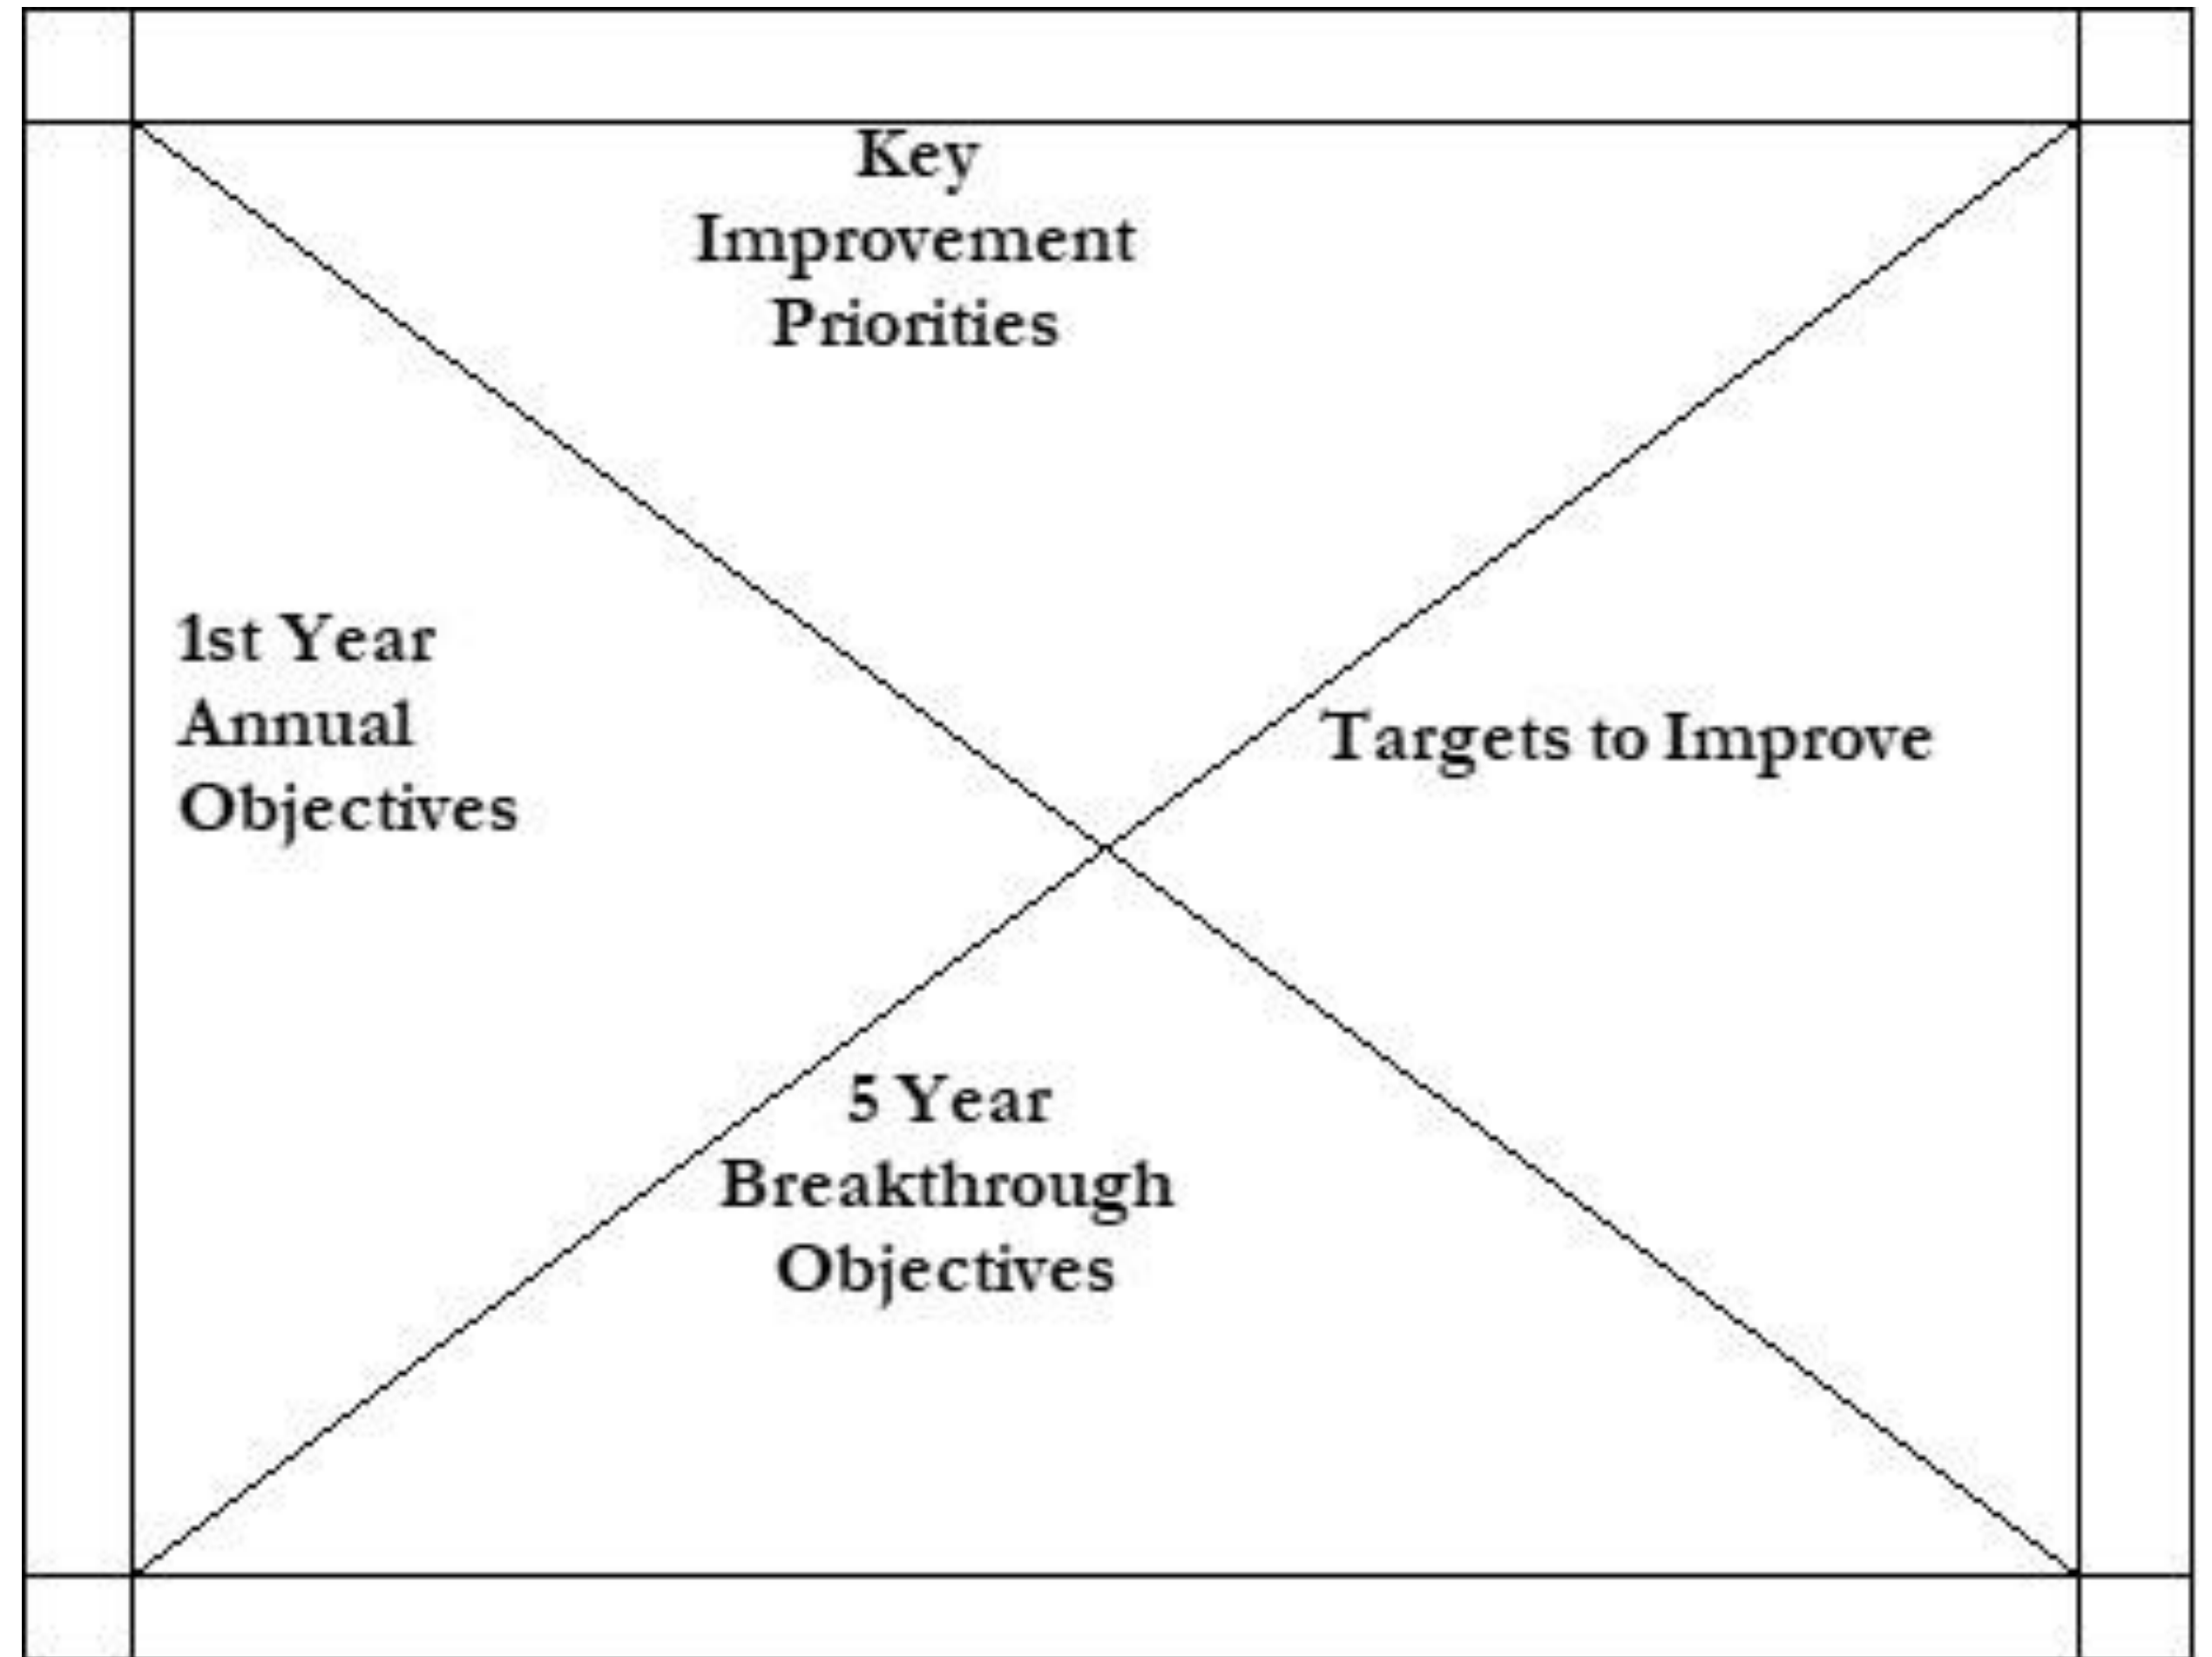 Key
Improvement
Priorities
1st Year
Annual
Objectives
Targets to Improve
5 Year
Breakthrough
Objectives